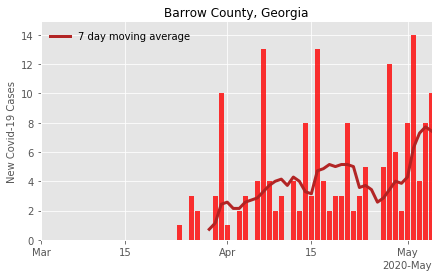 Barrow County, Georgia
7 day moving average
New Covid-19 Cases
14
12
10
8
6
4
2
0
Mar 15 Apr 15 May
2020-May